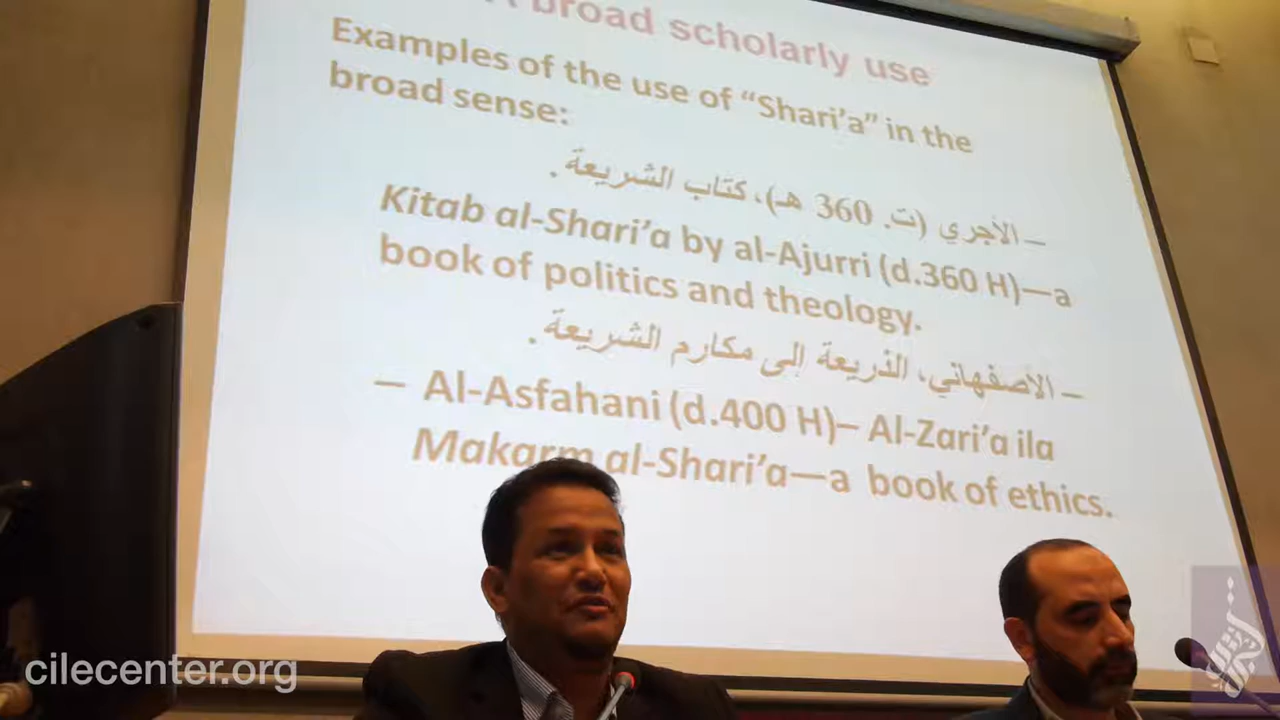 broad scholarly use
Examples of the use of “Shari’a” in the
broad sense:
– الآجري (ت. 360 هـ)، كتاب الشريعة.
Kitab al-Shari’a by al-Ajurri (d.360 H)—a
book of politics and theology.
– الأصفهاني، الذريعة إلى مكارم الشريعة.
– Al-Asfahani (d.400 H)– Al-Zari’a ila
Makarm al-Shari’a—a book of ethics.
cilecenter.org